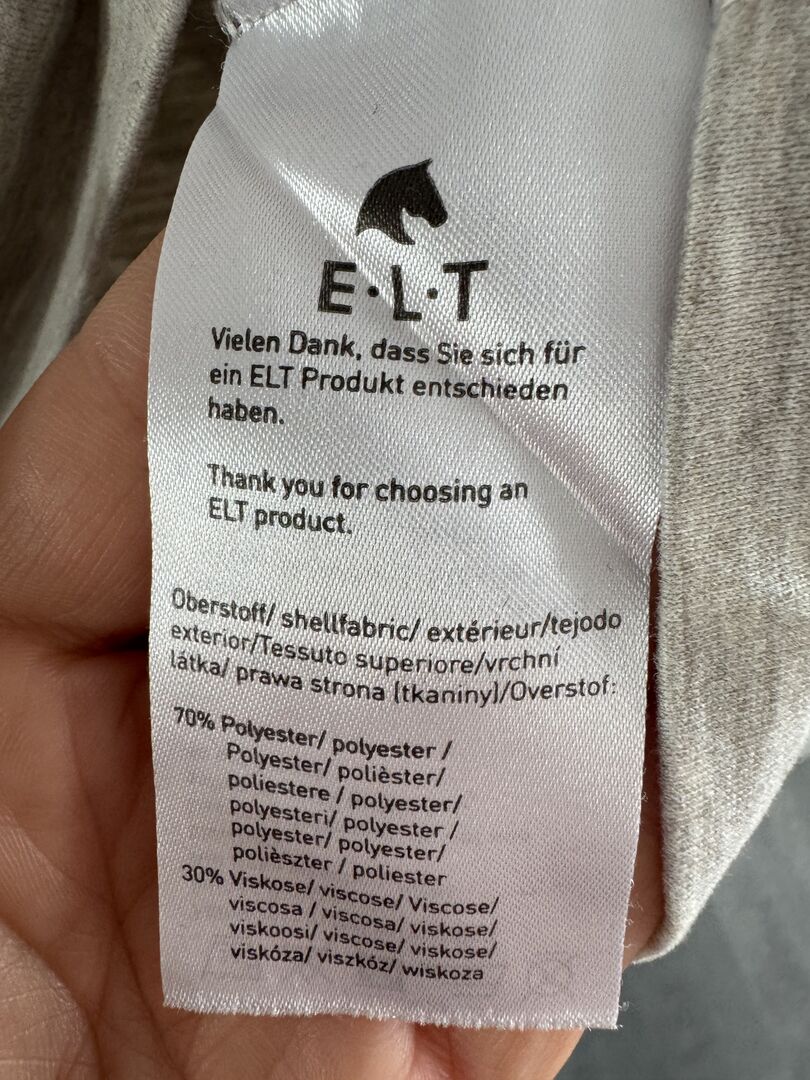 E·L·T
Vielen Dank, dass Sie sich für
ein ELT Produkt entschieden
haben.
Thank you for choosing an
ELT product.
Oberstoff/ shellfabric/ extérieur/tejodo
exterior/Tessuto superiore/vrchní
látka/ prawa strona (tkaniny)/Overstof:
70% Polyester/ polyester /
Polyester/ polièster/
poliestere / polyester/
polyesteri/ polyester /
polyester/ polyester/
polièszter / poliester
30% Viskose/ viscose/ Viscose/
viscosa / viscosa/ viskose/
viskoosi/ viscose/ viskose/
viskóza/ viszkóz/ wiskoza